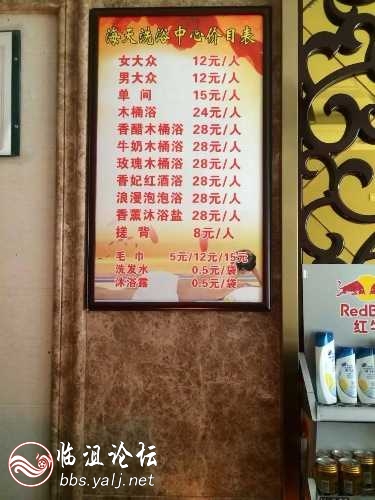 海天洗浴中心价目表
女大众 12元/人
男大众 12元/人
单间 15元/人
木桶浴 24元/人
香醋木桶浴 28元/人
牛奶木桶浴 28元/人
玫瑰木桶浴 28元/人
香妃红酒浴 28元/人
浪漫泡泡浴 28元/人
香薰沐浴盐 28元/人
搓背 8元/人
毛巾 5元/12元/15元
洗发水 0.5元/袋
沐浴露 0.5元/袋
RedB
红牛
临沮论坛
bbs.yalj.net